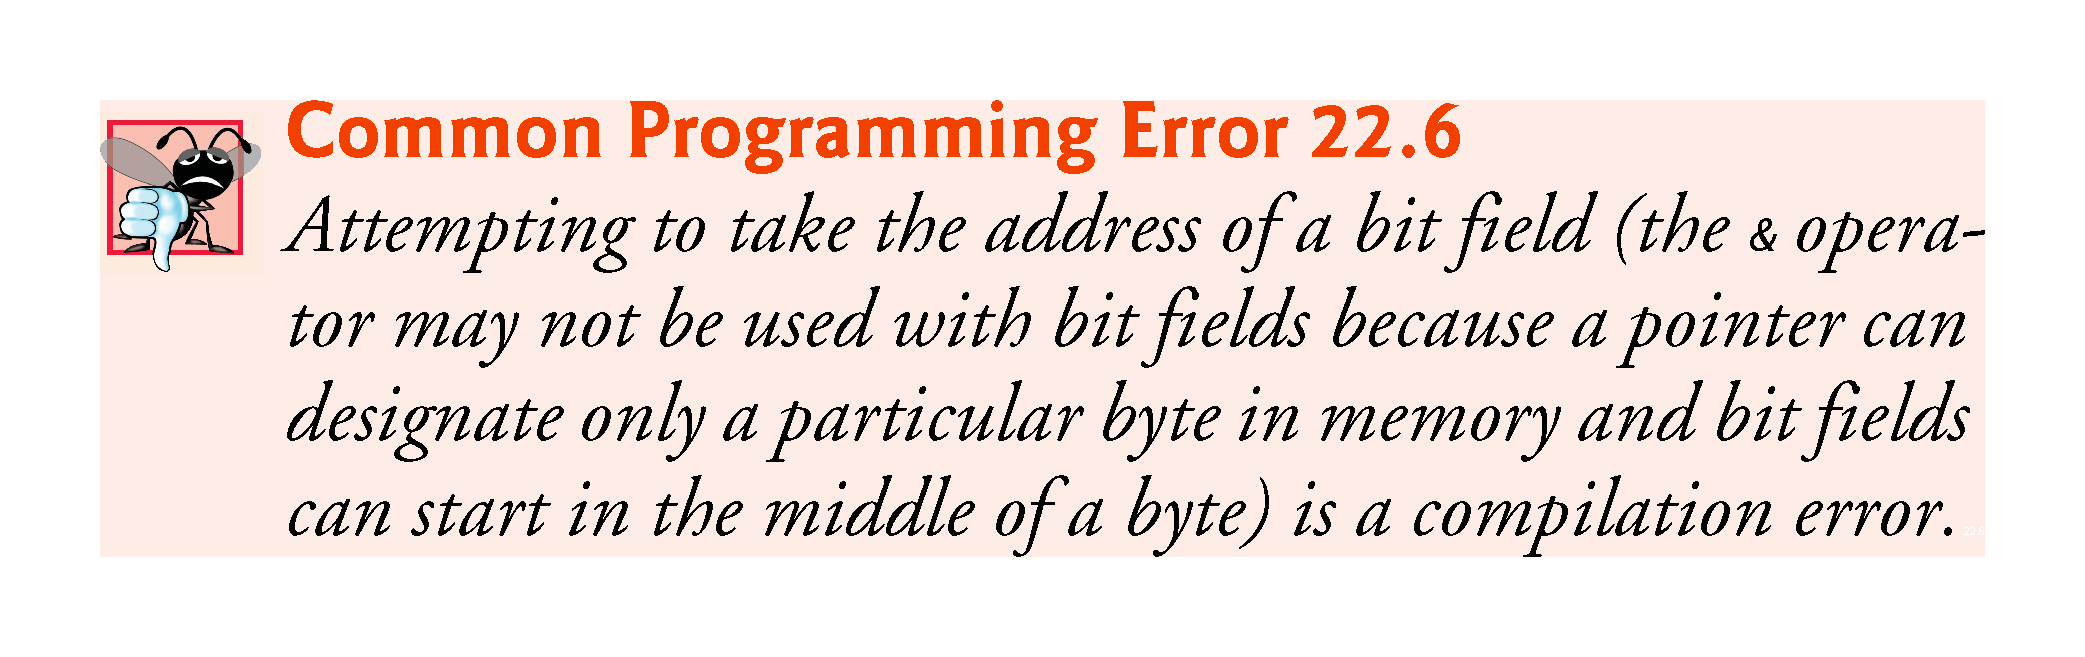 Common Programming Error 22.6
Attempting to take the address of a bit field (the & opera-
tor may not be used with bit fields because a pointer can
designate only a particular byte in memory and bit fields
can start in the middle of a byte) is a compilation error. 22.6